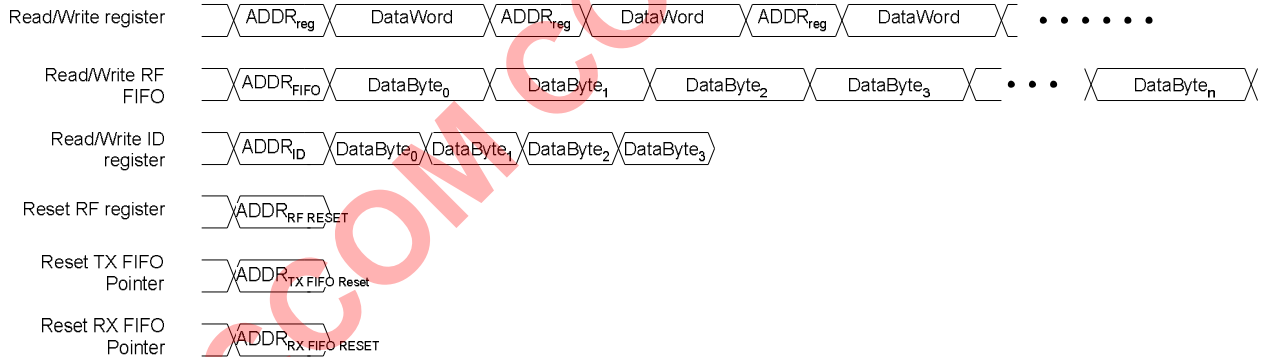 Read/Write register ADDRreg DataWord ADDRreg DataWord ADDRreg DataWord
Read/Write RF
FIFO
ADDRFIFO DataByte0 DataByte1 DataByte2 DataByte3 DataByten
Read/Write ID
register
ADDRID DataByte0 DataByte1 DataByte2 DataByte3
Reset RF register ADDRRF RESET
Reset TX FIFO
Pointer
ADDRTX FIFO Reset
Reset RX FIFO
Pointer
ADDRRX FIFO RESET
CCOM CO